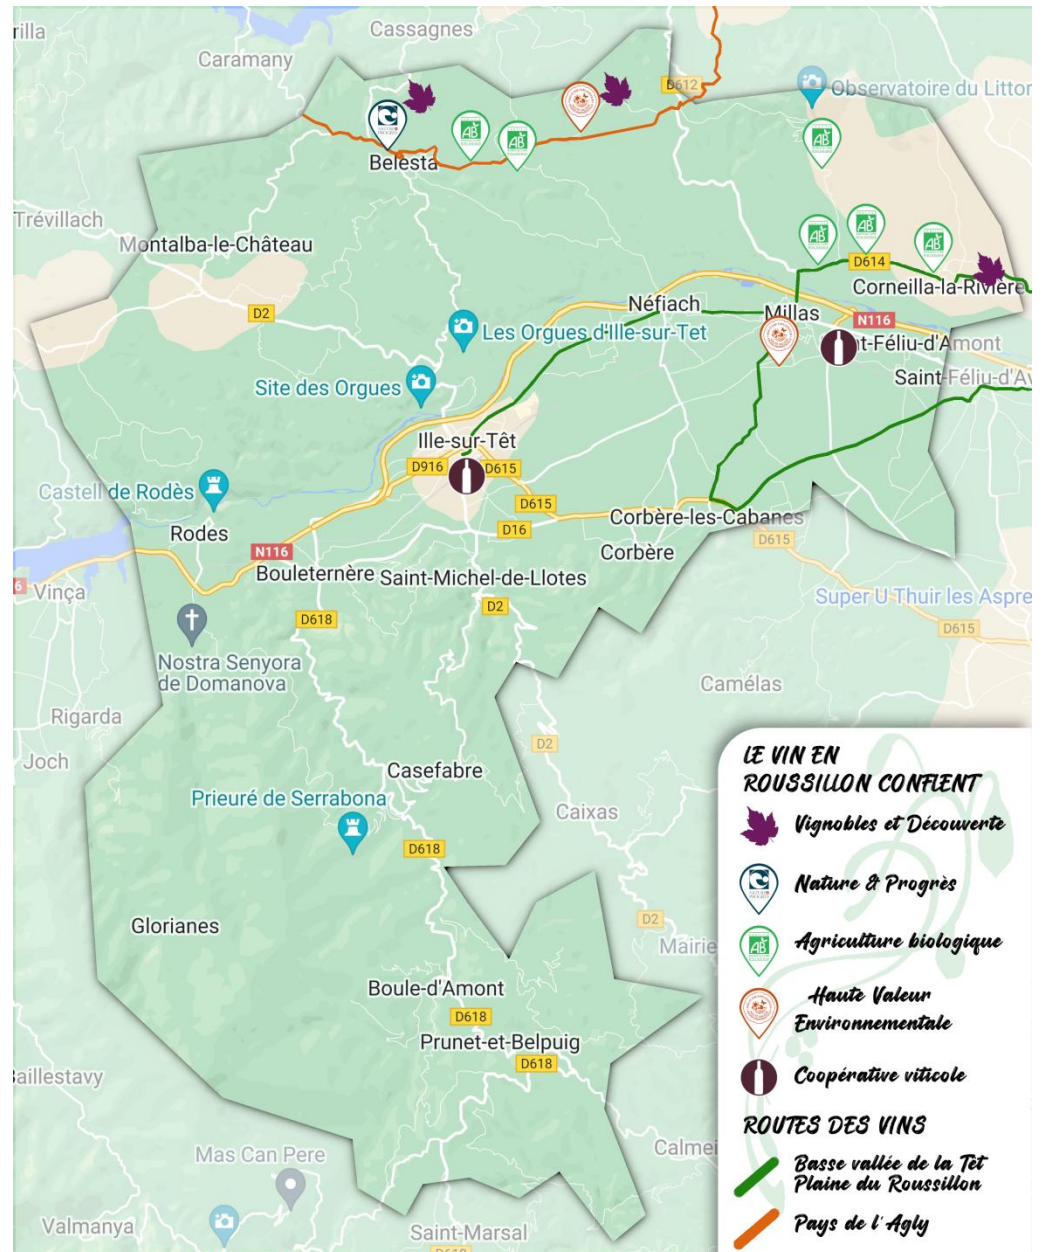 rilla
Cassagnes
Caramany
D612
Observatoire du Littor
Belesta
Trévillach
Montalba-le-Château
D614
Corneilla-la-Rivière
D2
Néfiach
Millas
N116
Les Orgues d'Ille-sur-Tet
nt-Féliu-d'Amont
Site des Orgues
Saint-Féliu-d'Av
Ille-sur-Têt
D916
D615
Castell de Rodès
D615
Rodes
D16
Corbère-les-Cabanes
D615
N116
Corbère
6
Vinça
Bouleternère
Saint-Michel-de-Llotes
D2
Super U Thuir les Aspre
D618
D615
Nostra Senyora
de Domanova
Camélas
Rigarda
Joch
D2
Casefabre
Prieuré de Serrabona
Caixas
D618
Glorianes
D2
Mairie
Boule-d'Amont
D618
Prunet-et-Belpuig
D618
Baillestavy
Mas Can Pere
Calmei
Valmanya
Saint-Marsal
D618
LE VIN EN
ROUSSILLON CONFLENT
Vignobles et Découverte
Nature & Progrès
AB
Agriculture biologique
Haute Valeur
Environnementale
Coopérative viticole
ROUTES DES VINS
Basse vallée de la Têt
Plaine du Roussillon
Pays de l'Agly